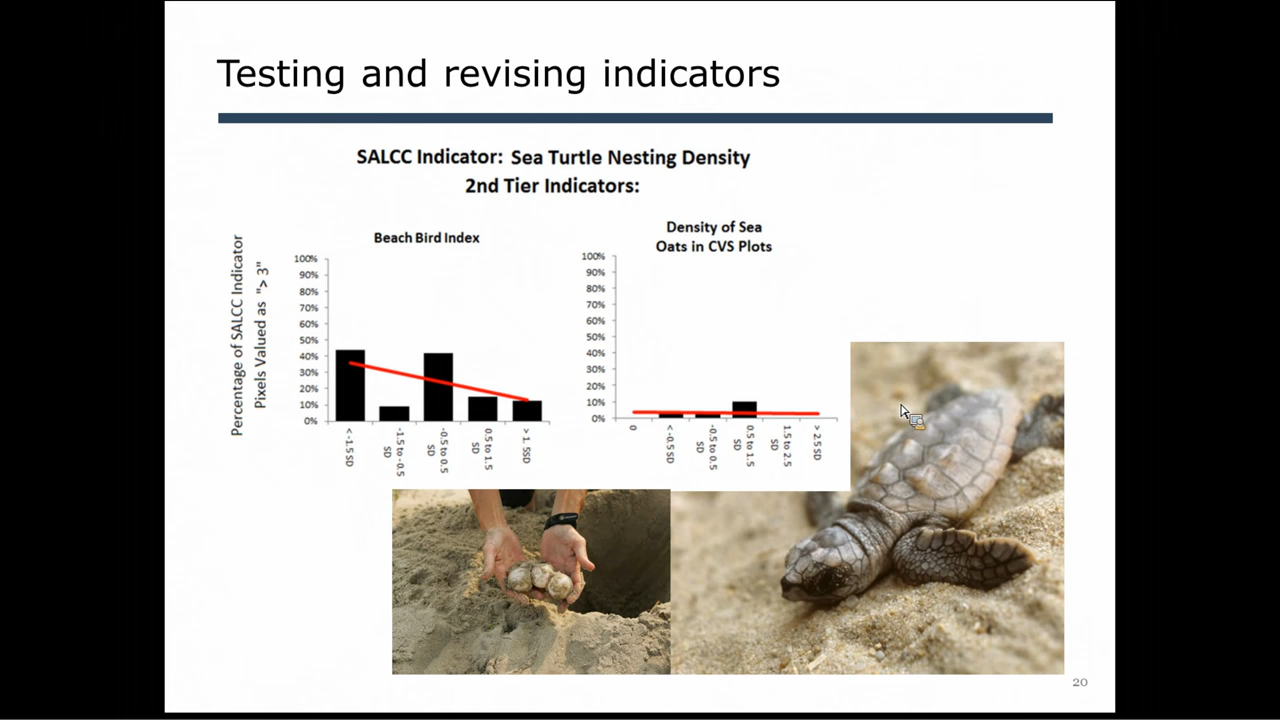 Testing and revising indicators
SALCC Indicator: Sea Turtle Nesting Density
2nd Tier Indicators:
Percentage of SALCC Indicator
Pixels Valued as "> 3"
Beach Bird Index
100%
90%
80%
70%
60%
50%
40%
30%
20%
10%
0%
< -1.5 SD
-1.5 to -0.5
SD
-0.5 to 0.5
SD
0.5 to 1.5
SD
> 1. 5SD
Density of Sea
Oats in CVS Plots
100%
90%
80%
70%
60%
50%
40%
30%
20%
10%
0%
0
< -0.5 SD
-0.5 to 0.5
SD
0.5 to 1.5
SD
1.5 to 2.5
SD
> 2.5 SD
20